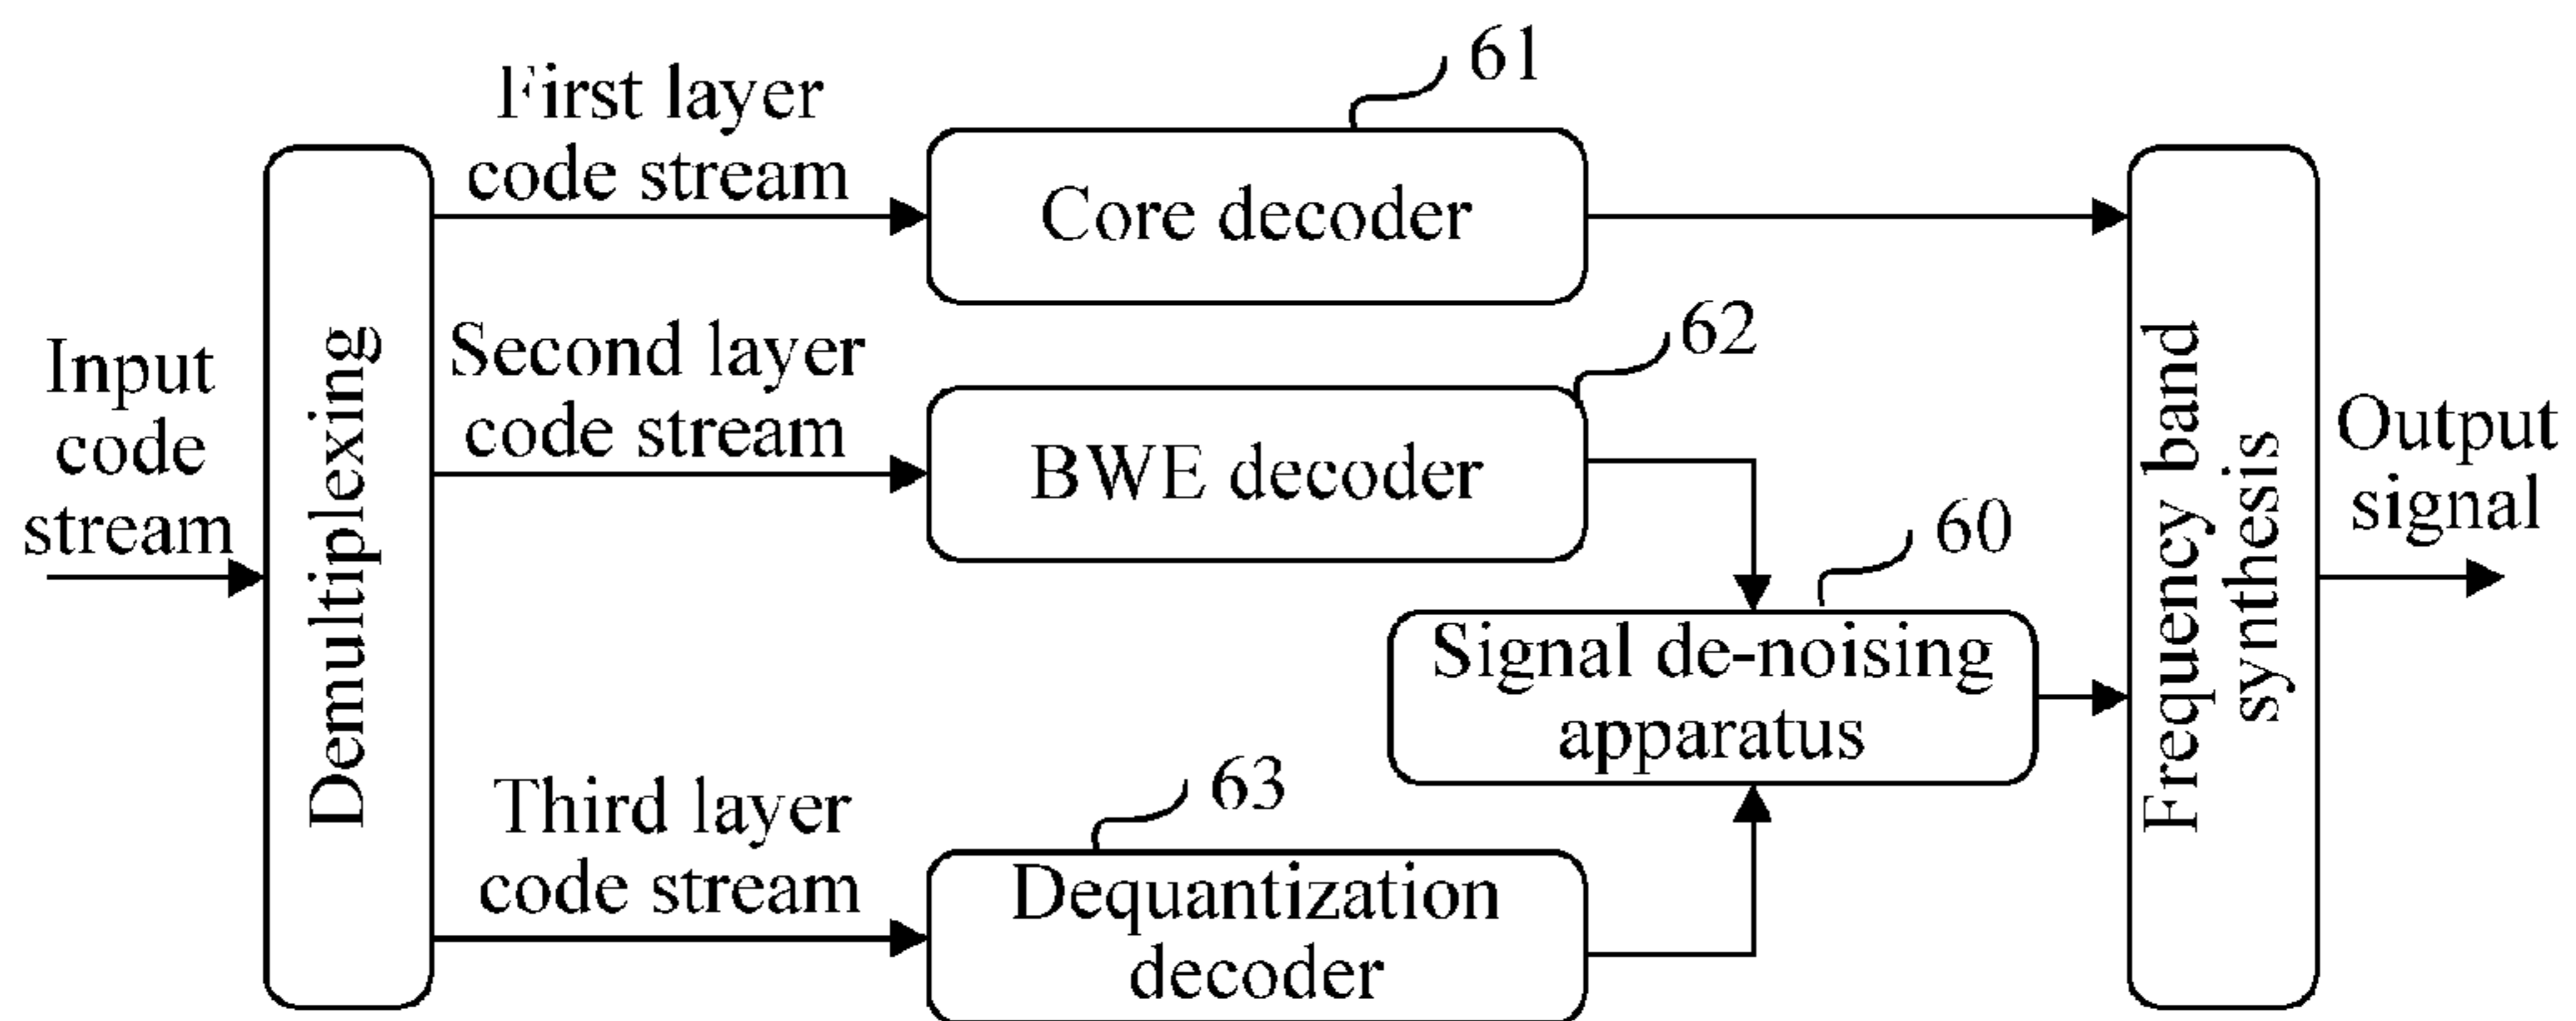 First layer
code stream
61
Core decoder
Second layer
code stream
62
BWE decoder
Input
code
stream
Demultiplexing
60
Signal de-noising
apparatus
Third layer
code stream
63
Dequantization
decoder
Frequency band
synthesis
Output
signal